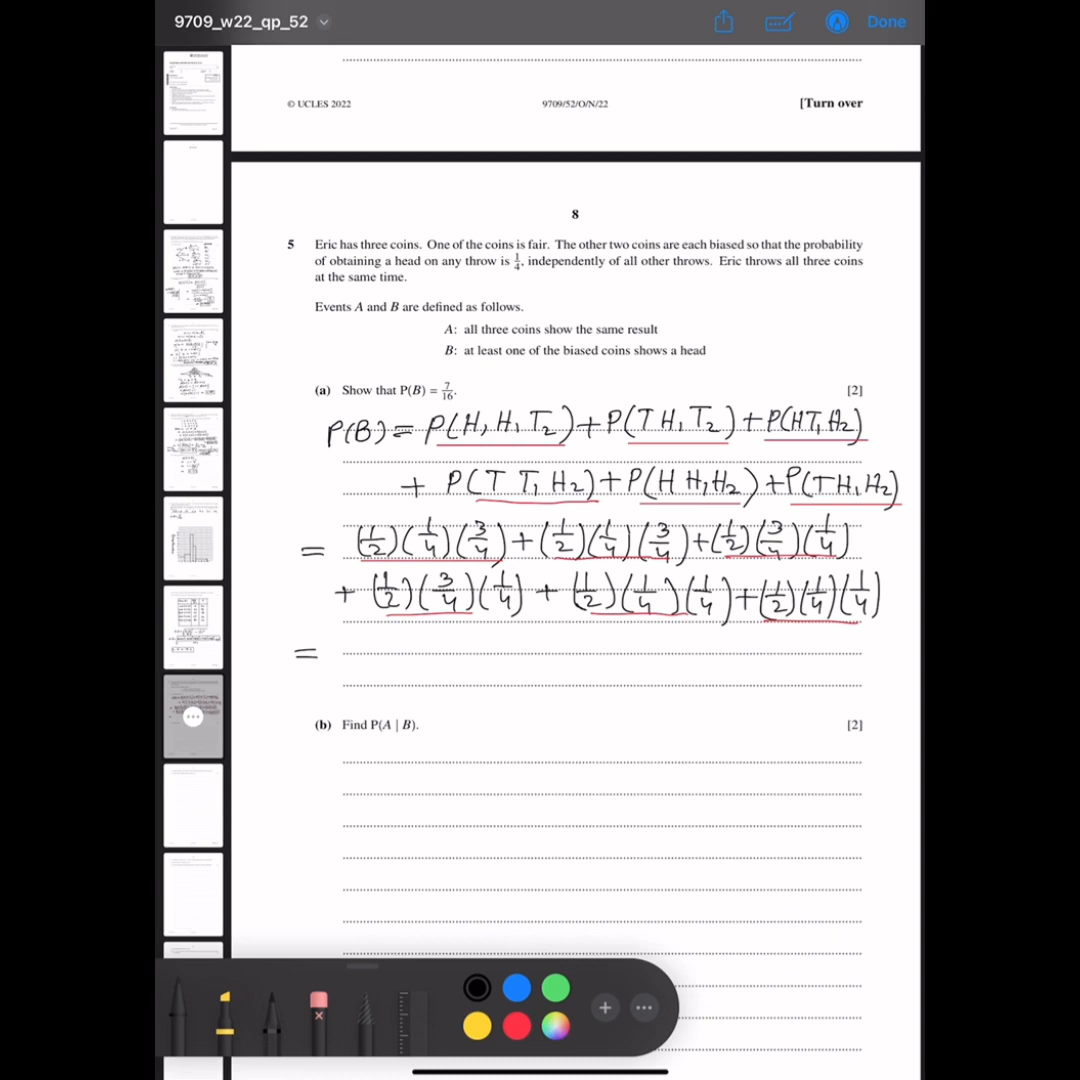 9709_w22_qp_52
Done
© UCLES 2022
9709/52/O/N/22
[Turn over
8
5 Eric has three coins. One of the coins is fair. The other two coins are each biased so that the probability
of obtaining a head on any throw is 1/4, independently of all other throws. Eric throws all three coins
at the same time.
Events A and B are defined as follows.
A: all three coins show the same result
B: at least one of the biased coins shows a head
(a) Show that P(B) = 7/16. [2]
P(B) = P(H, H1 T2) + P(T H1 T2) + P(H T1 H2)
+ P(T T1 H2) + P(H H1 H2) + P(T H1 H2)
= (1/2)(1/4)(3/4) + (1/2)(1/4)(3/4) + (1/2)(3/4)(1/4)
+ (1/2)(3/4)(1/4) + (1/2)(1/4)(1/4) + (1/2)(1/4)(1/4)
=
(b) Find P(A | B). [2]